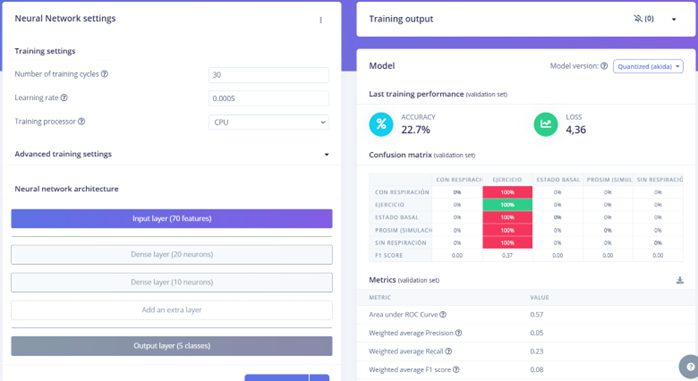 Neural Network settings
Training settings
Number of training cycles
30
Learning rate
0.0005
Training processor
CPU
Advanced training settings
Neural network architecture
Input layer (70 features)
Dense layer (20 neurons)
Dense layer (10 neurons)
Add an extra layer
Output layer (5 classes)
Training output
(0)
Model
Model version:
Quantized (akida)
Last training performance (validation set)
ACCURACY
22.7%
LOSS
4,36
Confusion matrix (validation set)
CON RESPIRACI EJERCICIO ESTADO BASAL PROSIM (SIMUL SIN RESPIRACIÓ
CON RESPIRACIÓN 0% 100% 0% 0% 0%
EJERCICIO 0% 100% 0% 0% 0%
ESTADO BASAL 0% 100% 0% 0% 0%
PROSIM (SIMULACI 0% 100% 0% 0% 0%
SIN RESPIRACIÓN 0% 100% 0% 0% 0%
F1 SCORE 0.00 0.37 0.00 0.00 0.00
Metrics (validation set)
METRIC VALUE
Area under ROC Curve 0.57
Weighted average Precision 0.05
Weighted average Recall 0.23
Weighted average F1 score 0.08